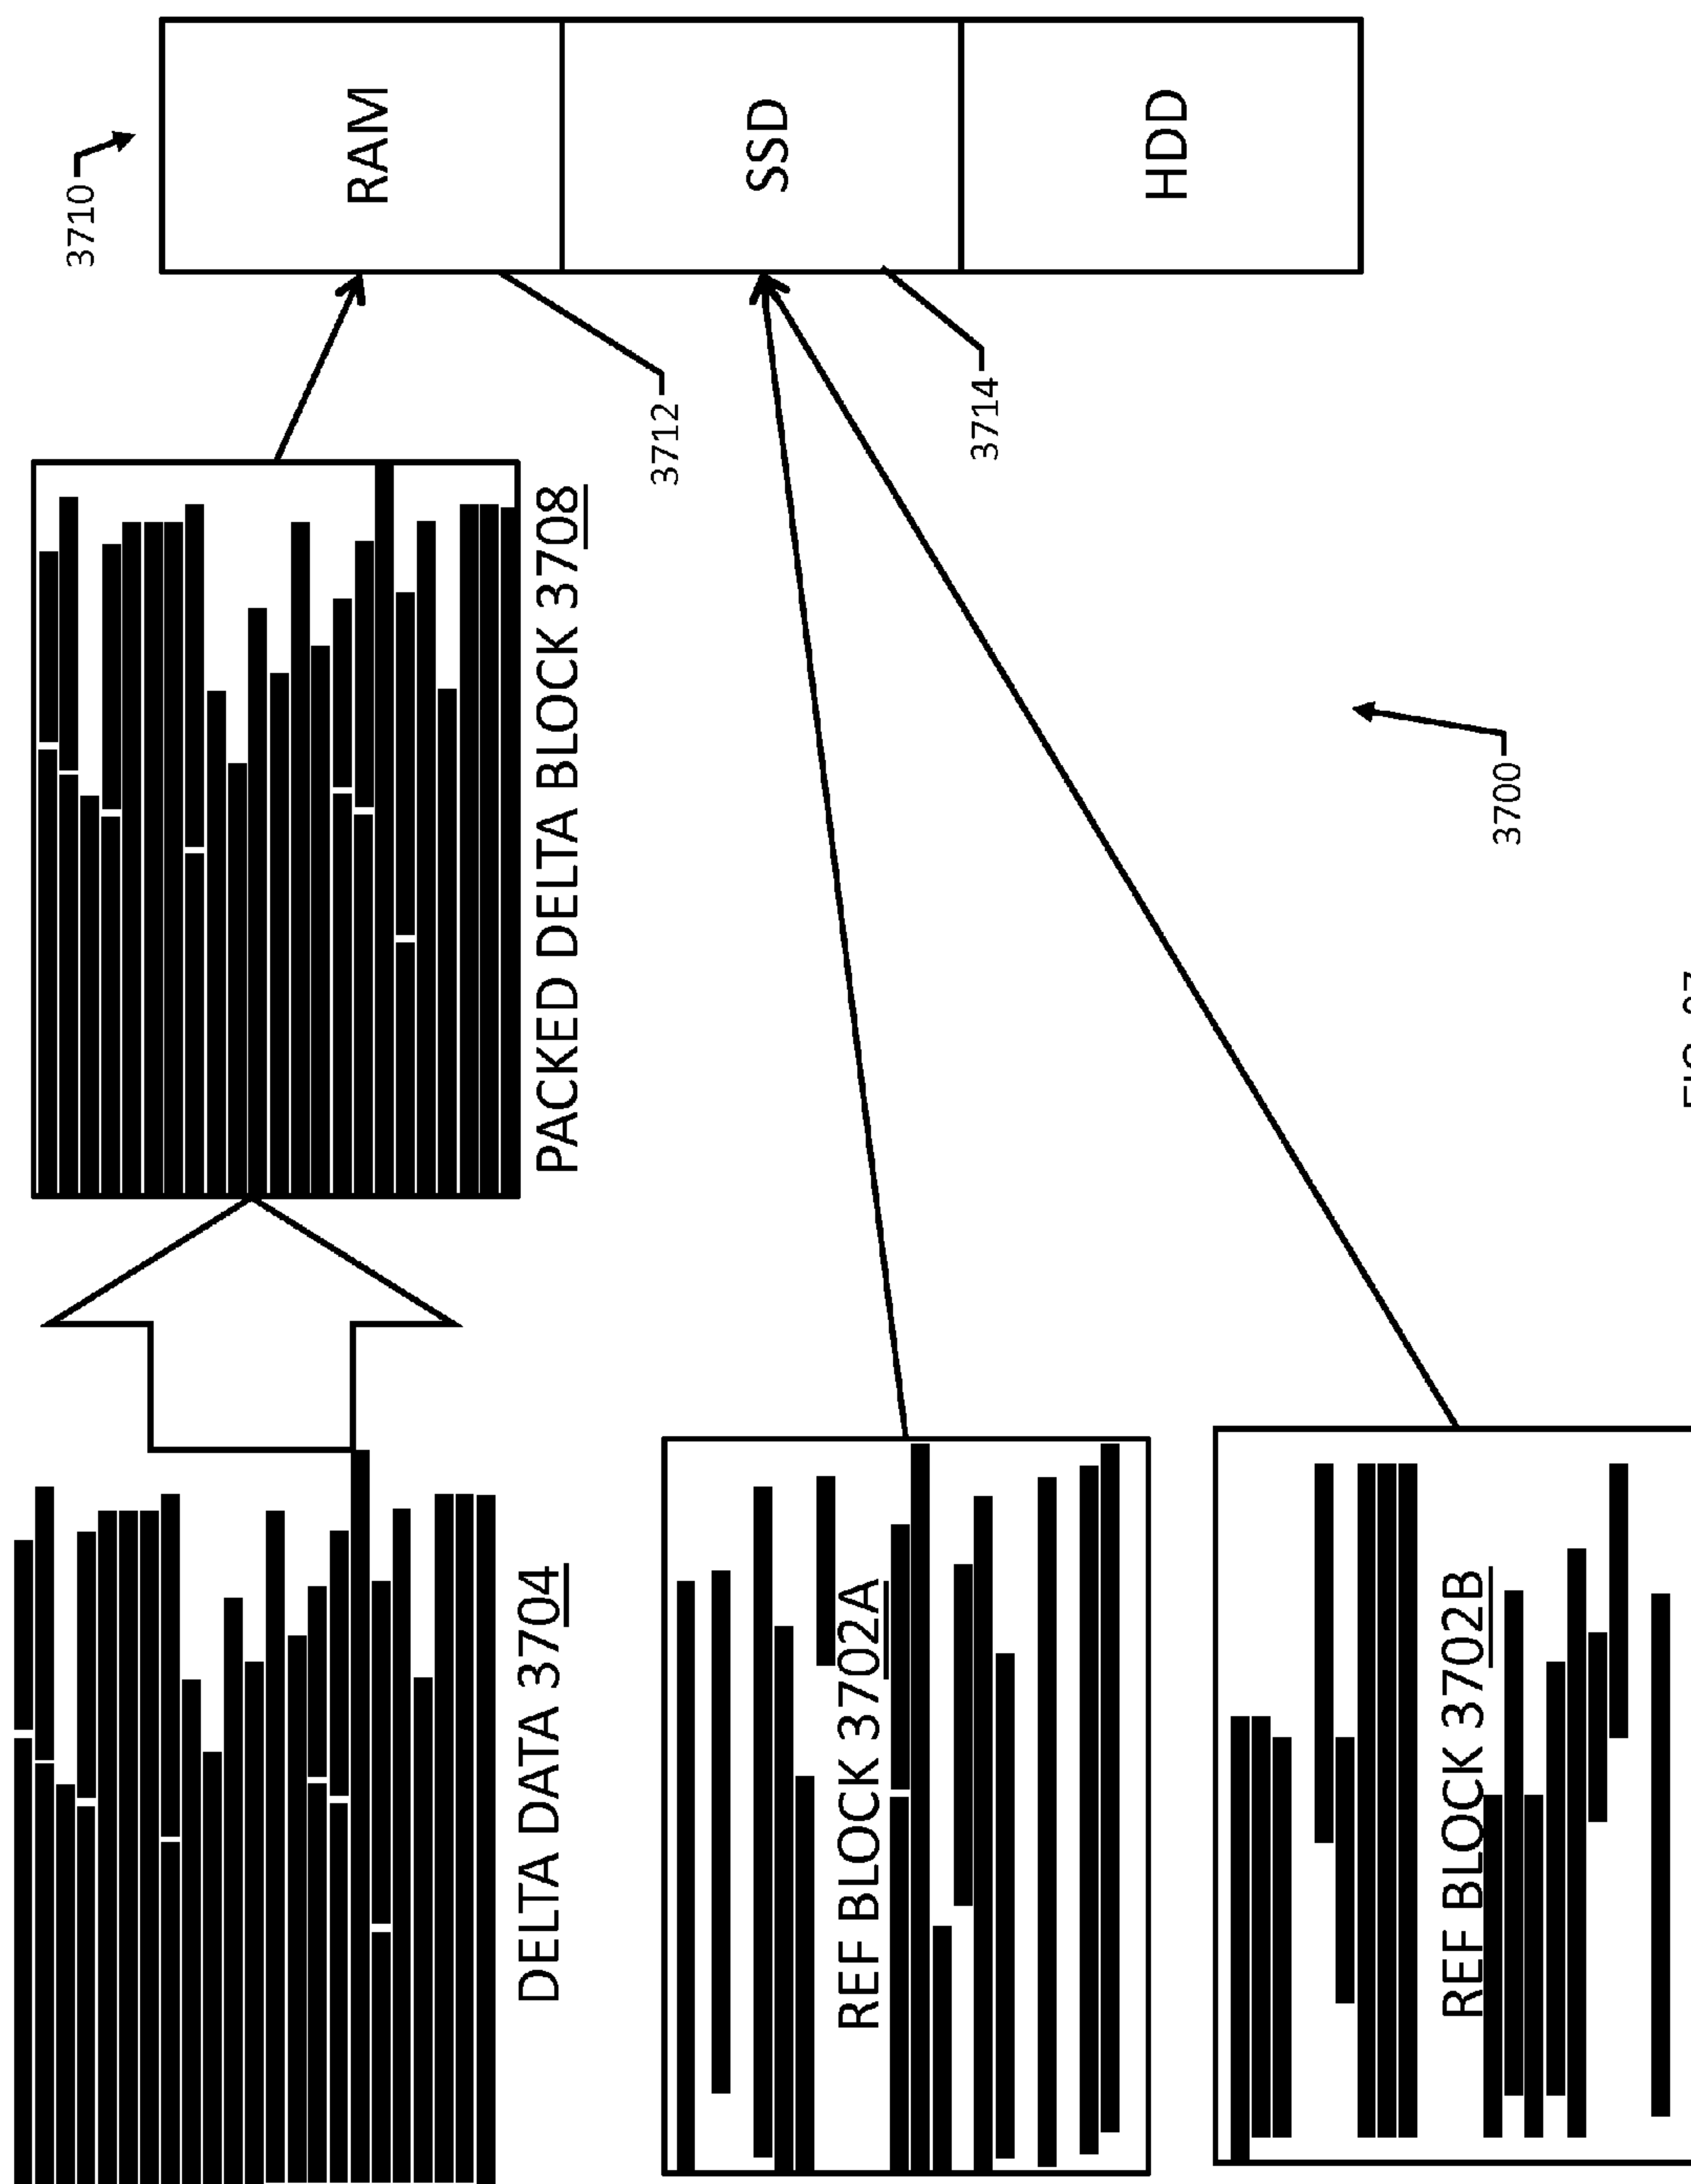 3710
RAM
DELTA DATA 3704
PACKED DELTA BLOCK 3708
3712
SSD
REF BLOCK 3702A
3714
HDD
REF BLOCK 3702B
3700
FIG.